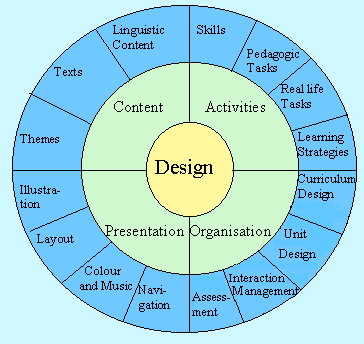 Linguistic
Content
Skills
Pedagogic
Tasks
Texts
Real life
Tasks
Content
Activities
Themes
Learning
Strategies
Design
Illustra-
tion
Curriculum
Design
Layout
Presentation
Organisation
Unit
Design
Colour
and Music
Navi-
gation
Assess-
ment
Interaction
Management